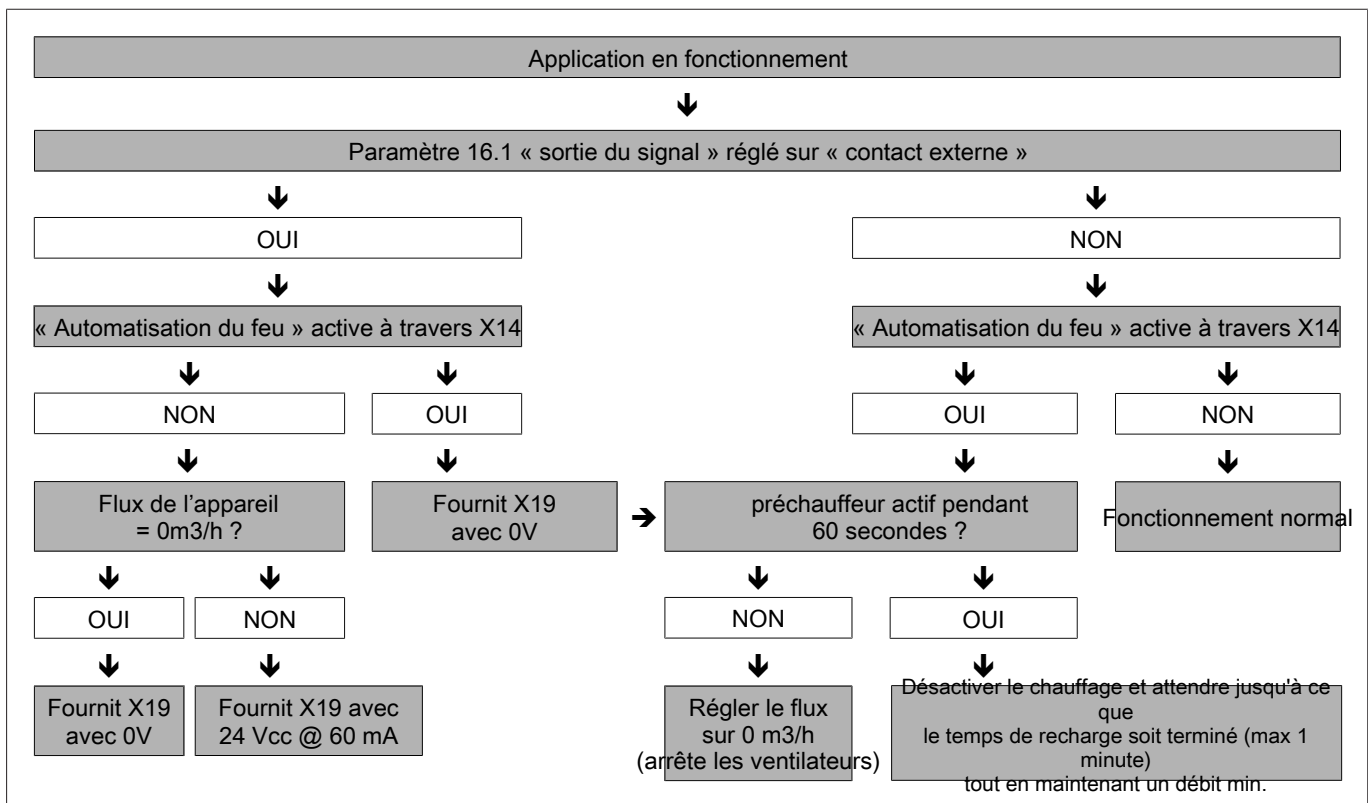 Application en fonctionnement
Paramètre 16.1 « sortie du signal » réglé sur « contact externe »
OUI
NON
« Automatisation du feu » active à travers X14
« Automatisation du feu » active à travers X14
NON
OUI
OUI
NON
Flux de l’appareil
= 0m3/h ?
Fournit X19
avec 0V
préchauffeur actif pendant
60 secondes ?
Fonctionnement normal
OUI
NON
NON
OUI
Fournit X19
avec 0V
Fournit X19 avec
24 Vcc @ 60 mA
Régler le flux
sur 0 m3/h
(arrête les ventilateurs)
Désactiver le chauffage et attendre jusqu'à ce
que
le temps de recharge soit terminé (max 1
minute)
tout en maintenant un débit min.